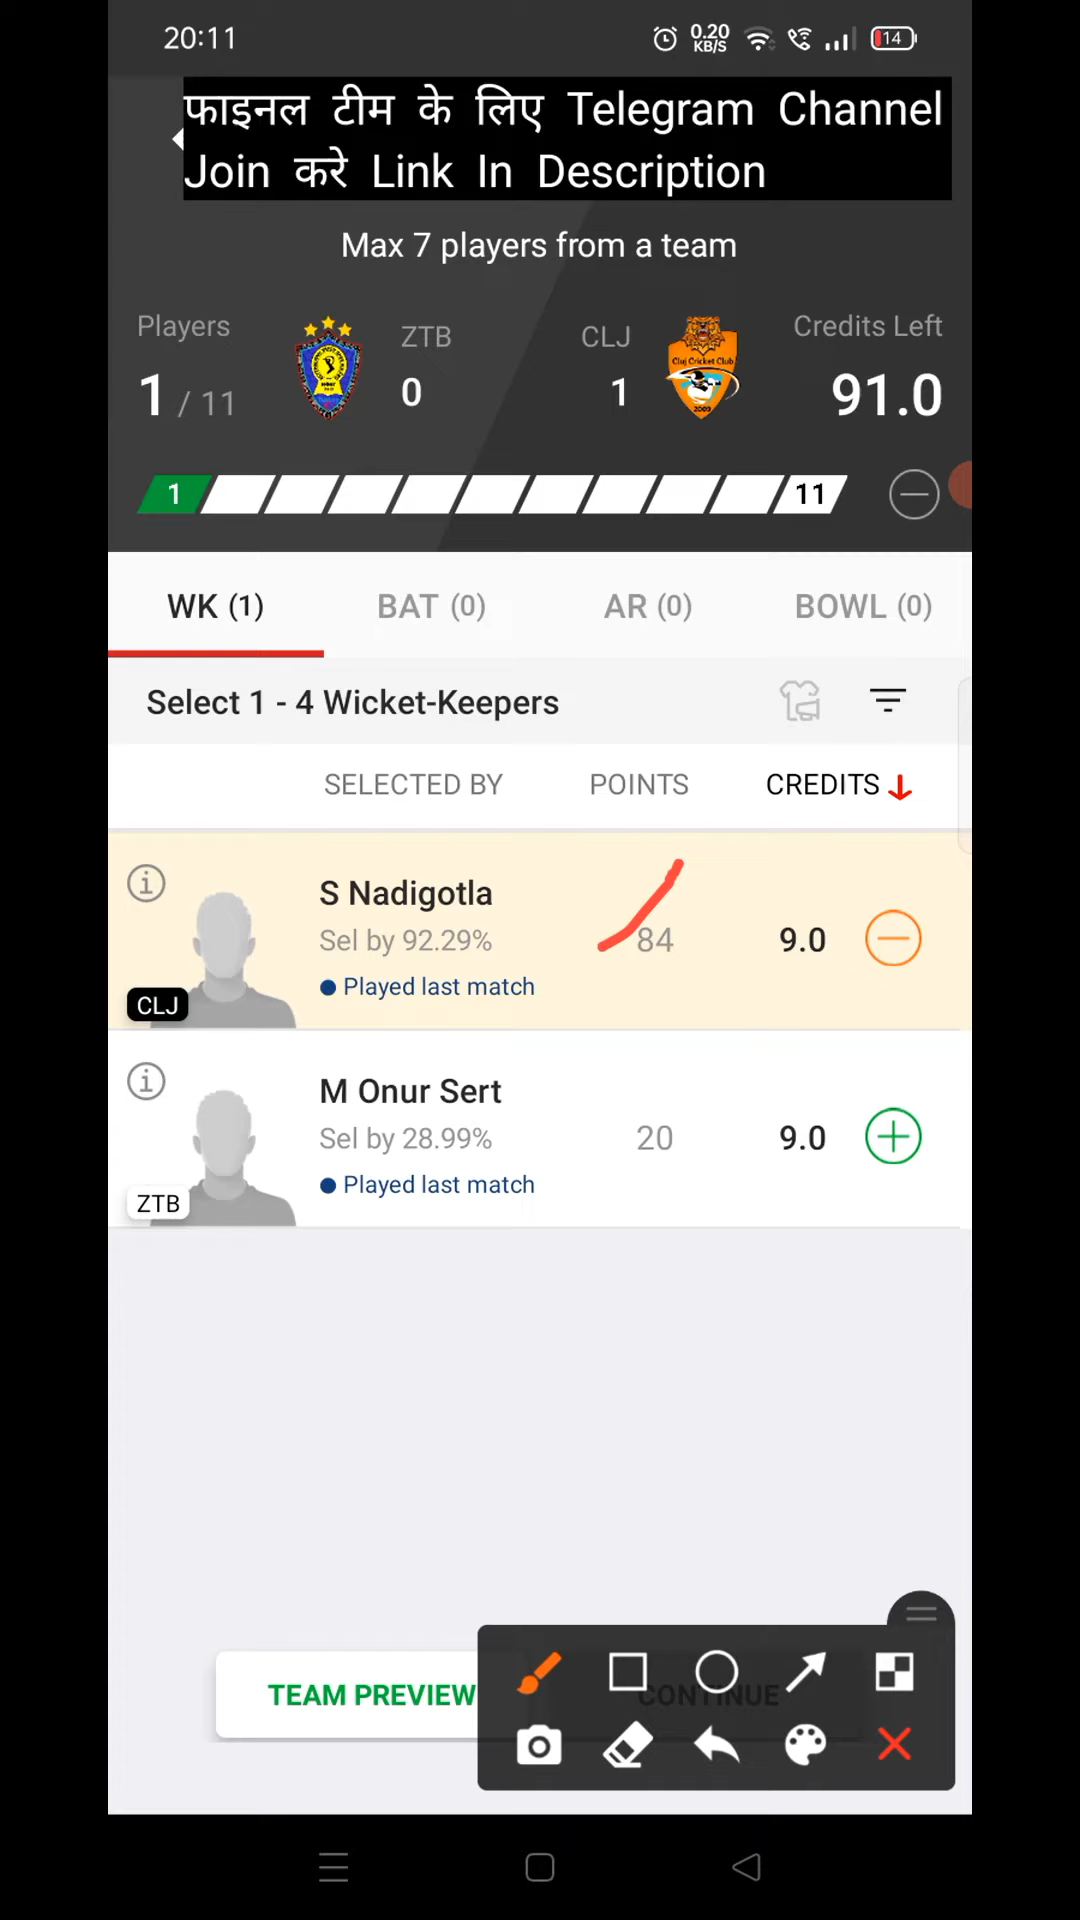 20:11
0.20
KB/S
14
फाइनल टीम के लिए Telegram Channel
Join करे Link In Description
Max 7 players from a team
Players
ZTB
CLJ
Credits Left
1 / 11
0
1
91.0
Cluj Cricket Club
2009
1
11
WK (1)
BAT (0)
AR (0)
BOWL (0)
Select 1 - 4 Wicket-Keepers
SELECTED BY
POINTS
CREDITS
S Nadigotla
Sel by 92.29%
84
9.0
Played last match
CLJ
M Onur Sert
Sel by 28.99%
20
9.0
Played last match
ZTB
TEAM PREVIEW
CONTINUE